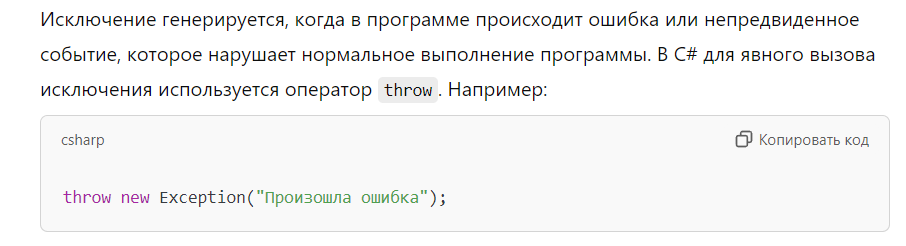 Исключение генерируется, когда в программе происходит ошибка или непредвиденное
событие, которое нарушает нормальное выполнение программы. В C# для явного вызова
исключения используется оператор throw. Например:
csharp
Копировать код
throw new Exception("Произошла ошибка");